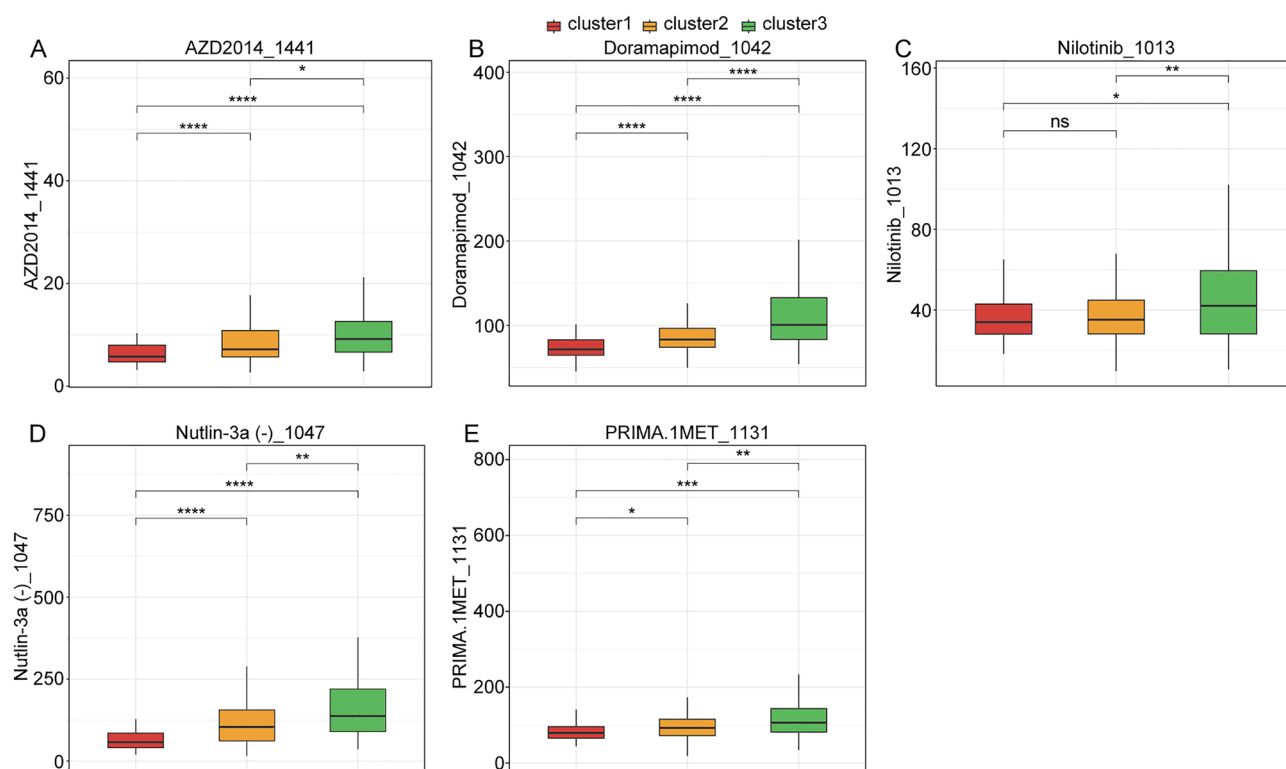 cluster1 cluster2 cluster3
A
AZD2014_1441
AZD2014_1441
60
40
20
0
*
****
****
B
Doramapimod_1042
Doramapimod_1042
400
300
200
100
****
****
****
C
Nilotinib_1013
Nilotinib_1013
160
120
80
40
**
*
ns
D
Nutlin-3a (-)_1047
Nutlin-3a (-)_1047
750
500
250
0
**
****
****
E
PRIMA.1MET_1131
PRIMA.1MET_1131
800
600
400
200
0
**
***
*